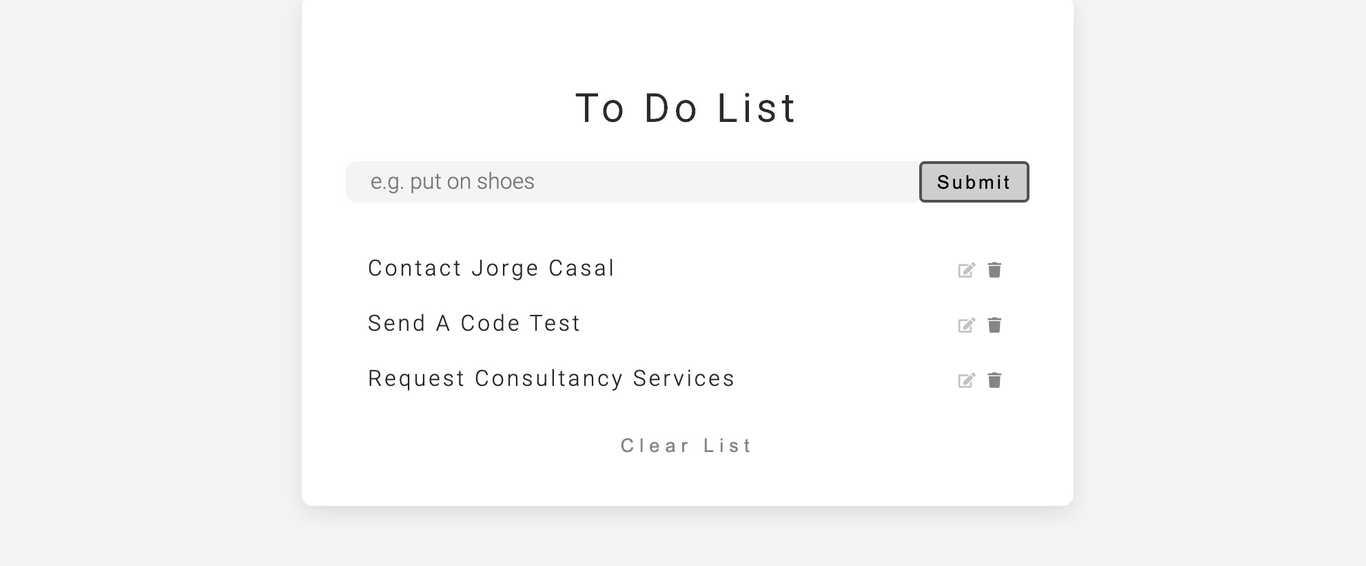 To Do List
e.g. put on shoes
Submit
Contact Jorge Casal
Send A Code Test
Request Consultancy Services
Clear List